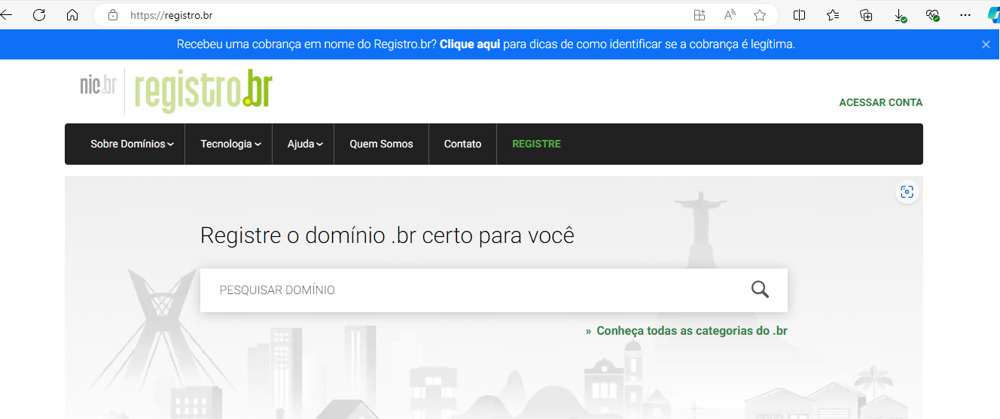 https://registro.br
Recebeu uma cobrança em nome do Registro.br? Clique aqui para dicas de como identificar se a cobrança é legítima.
nic.br registro.br
ACESSAR CONTA
Sobre Domínios Tecnologia Ajuda Quem Somos Contato REGISTRE
Registre o domínio .br certo para você
PESQUISAR DOMÍNIO
» Conheça todas as categorias do .br